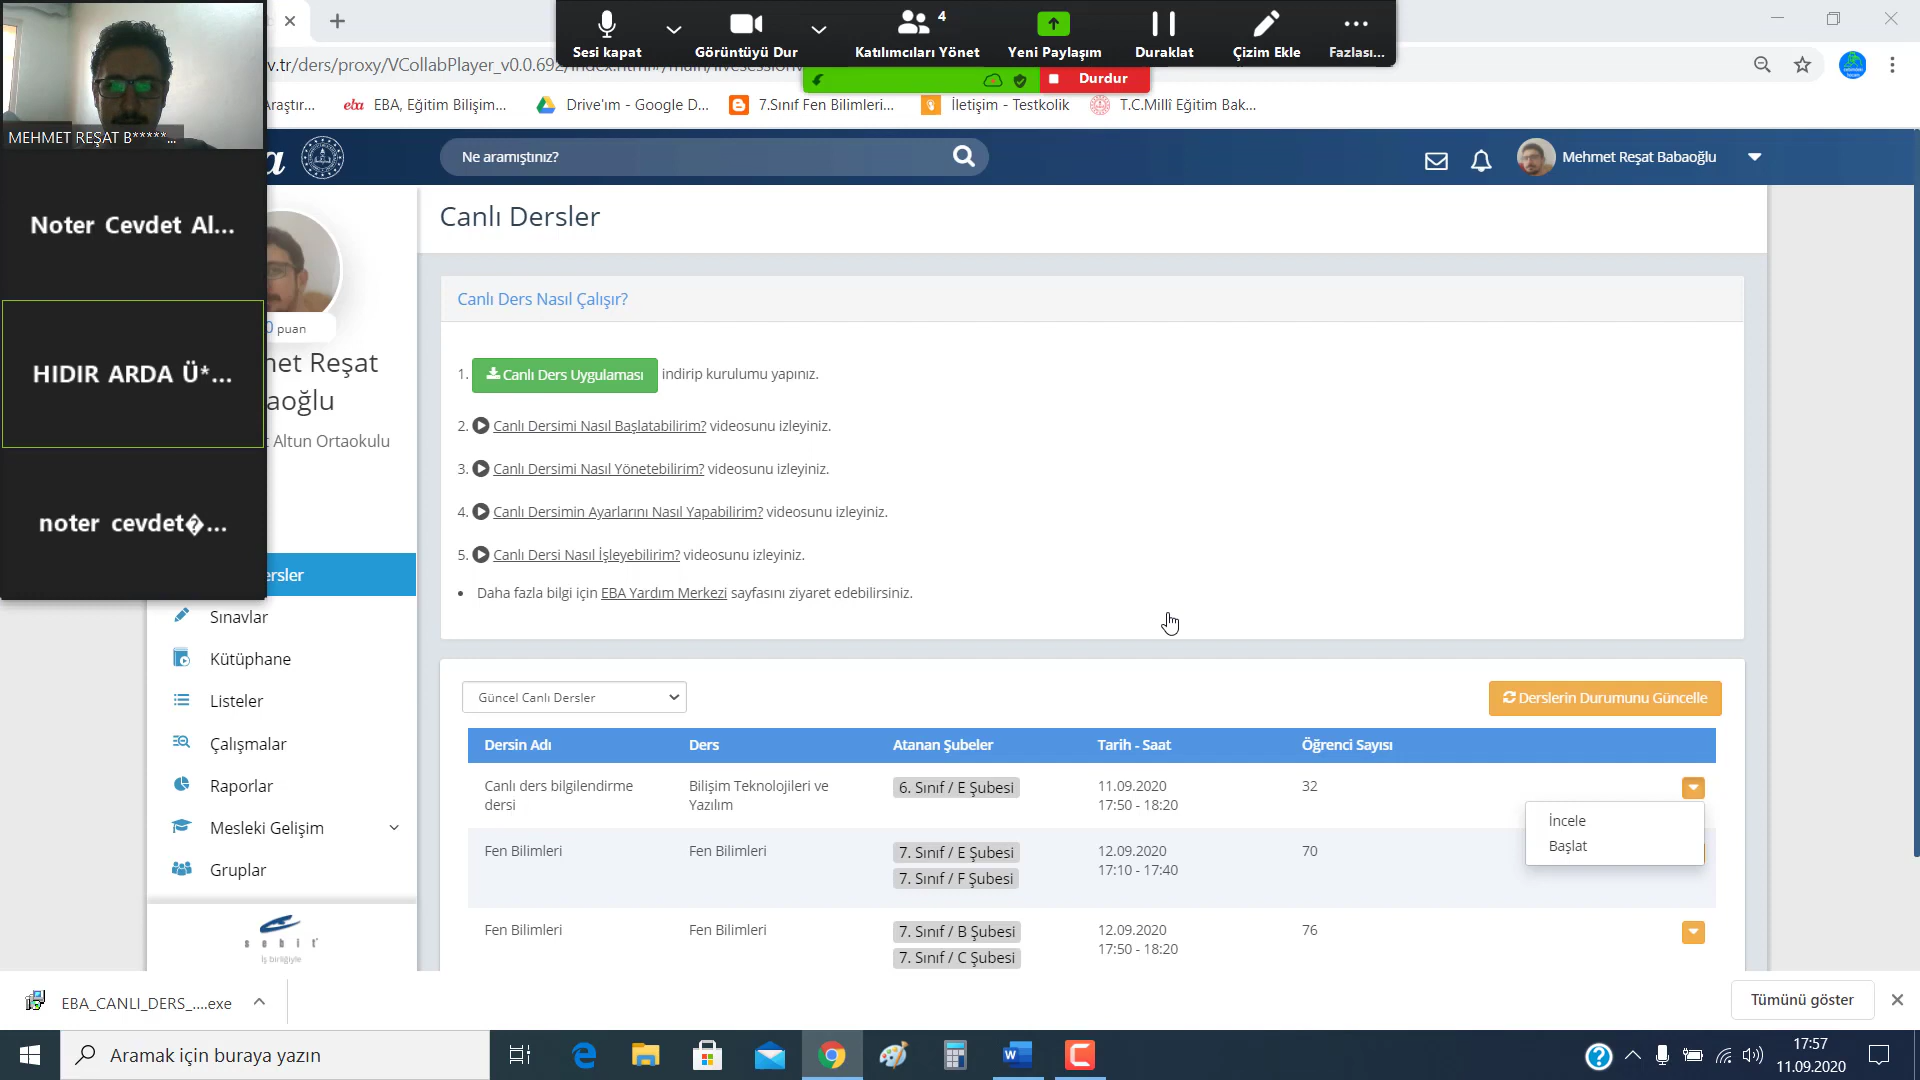 Sesi kapat
Görüntüyü Dur
4
Katılımcıları Yönet
Yeni Paylaşım
Duraklat
Çizim Ekle
Fazlası...
Durdur
v.tr/ders/proxy/VCollabPlayer_v0.0.692/
Araştır...
eba
EBA, Eğitim Bilişim...
Drive'ım - Google D...
7.Sınıf Fen Bilimleri...
İletişim - Testkolik
T.C.Millî Eğitim Bak...
MEHMET REŞAT B*****...
Noter Cevdet Al...
HIDIR ARDA Ü*...
noter cevdet�...
Ne aramıştınız?
Mehmet Reşat Babaoğlu
0 puan
met Reşat
aoğlu
t Altun Ortaokulu
ersler
Sınavlar
Kütüphane
Listeler
Çalışmalar
Raporlar
Mesleki Gelişim
Gruplar
sebit
İş birliğiyle
Canlı Dersler
Canlı Ders Nasıl Çalışır?
1. Canlı Ders Uygulaması indirip kurulumu yapınız.
2. Canlı Dersimi Nasıl Başlatabilirim? videosunu izleyiniz.
3. Canlı Dersimi Nasıl Yönetebilirim? videosunu izleyiniz.
4. Canlı Dersimin Ayarlarını Nasıl Yapabilirim? videosunu izleyiniz.
5. Canlı Dersi Nasıl İşleyebilirim? videosunu izleyiniz.
• Daha fazla bilgi için EBA Yardım Merkezi sayfasını ziyaret edebilirsiniz.
Güncel Canlı Dersler
Derslerin Durumunu Güncelle
Dersin Adı Ders Atanan Şubeler Tarih - Saat Öğrenci Sayısı
Canlı ders bilgilendirme dersi
Bilişim Teknolojileri ve Yazılım
6. Sınıf / E Şubesi
11.09.2020
17:50 - 18:20
32
İncele
Başlat
Fen Bilimleri
Fen Bilimleri
7. Sınıf / E Şubesi
7. Sınıf / F Şubesi
12.09.2020
17:10 - 17:40
70
Fen Bilimleri
Fen Bilimleri
7. Sınıf / B Şubesi
7. Sınıf / C Şubesi
12.09.2020
17:50 - 18:20
76
EBA_CANLI_DERS_....exe
Tümünü göster
Aramak için buraya yazın
17:57
11.09.2020